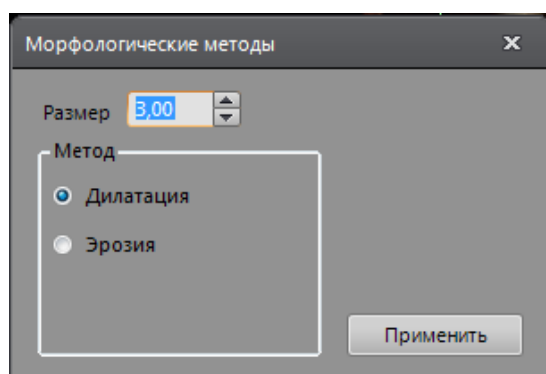 Морфологические методы
Размер 3,00
Метод
Дилатация
Эрозия
Применить